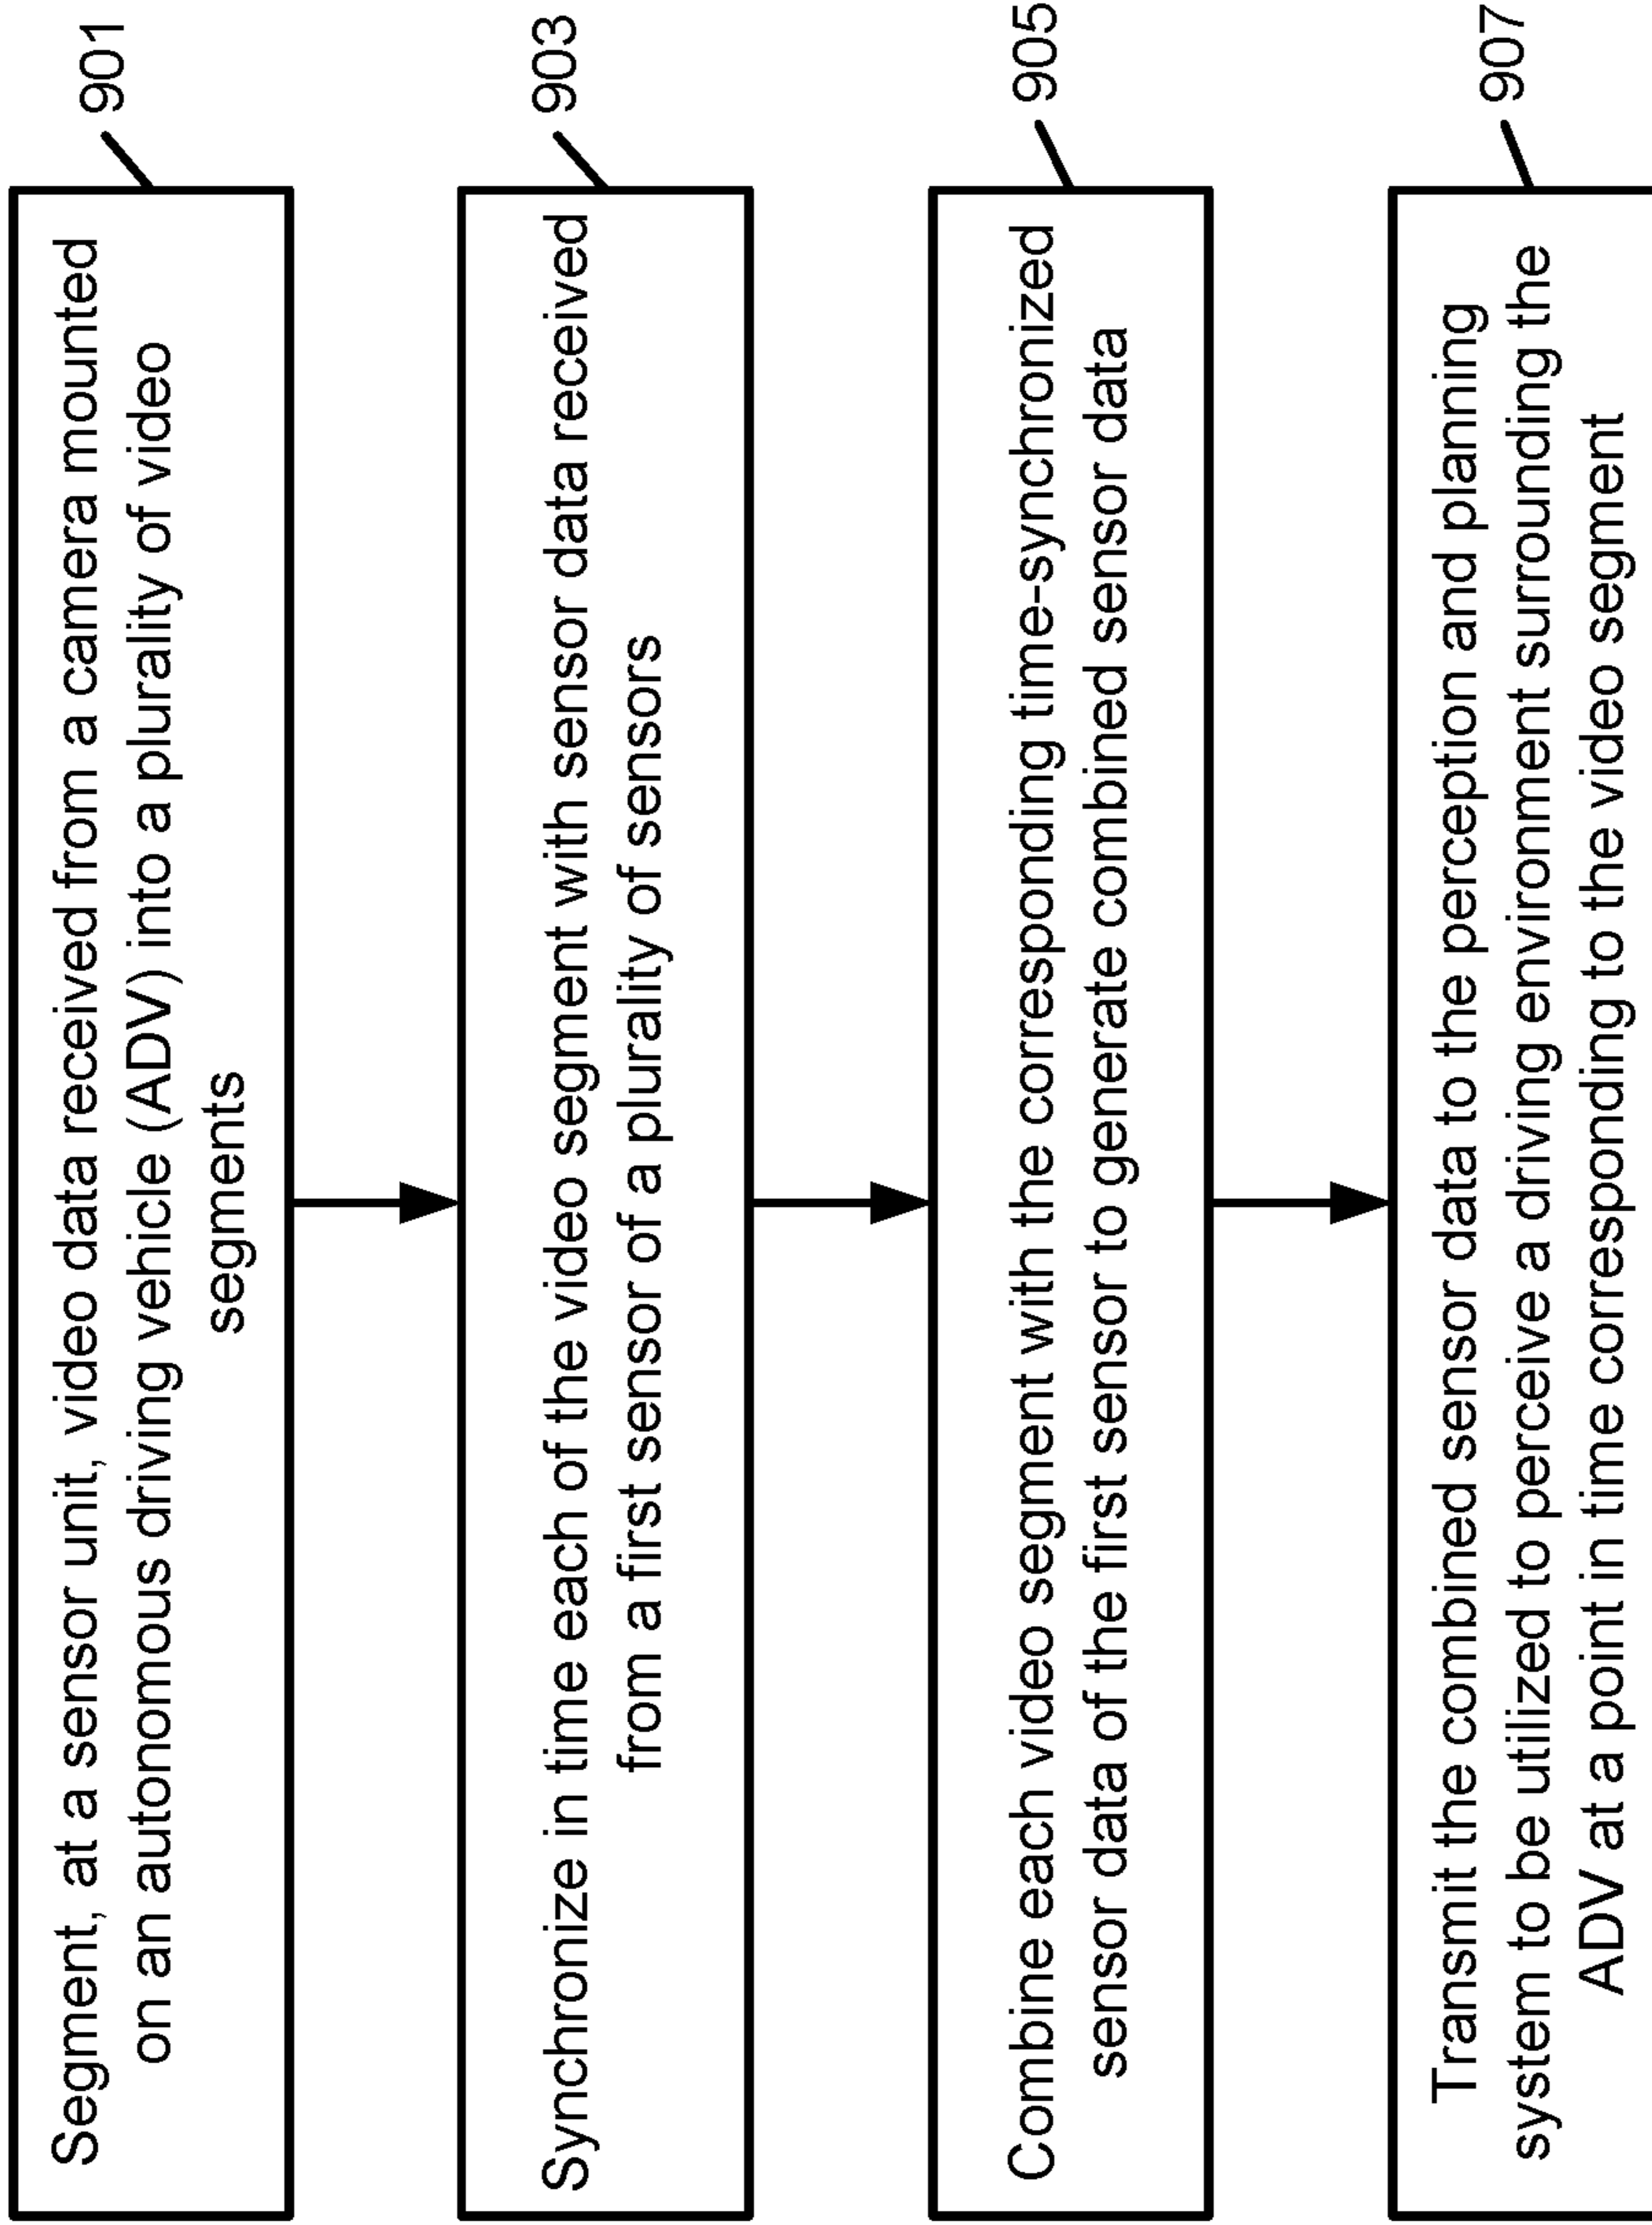 Segment, at a sensor unit, video data received from a camera mounted
on an autonomous driving vehicle (ADV) into a plurality of video
segments
901
Synchronize in time each of the video segment with sensor data received
from a first sensor of a plurality of sensors
903
Combine each video segment with the corresponding time-synchronized
sensor data of the first sensor to generate combined sensor data
905
Transmit the combined sensor data to the perception and planning
system to be utilized to perceive a driving environment surrounding the
ADV at a point in time corresponding to the video segment
907